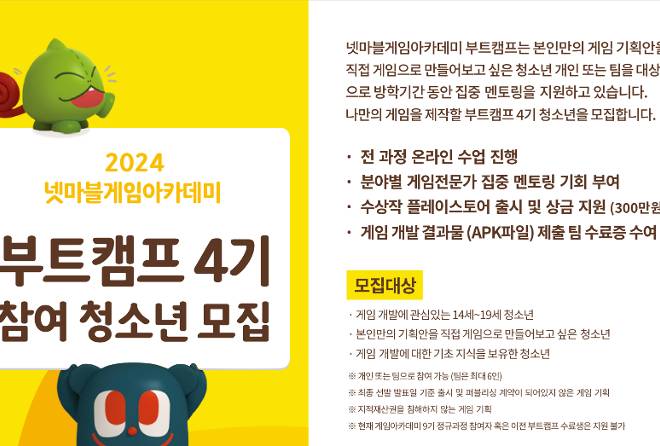 2024
넷마블게임아카데미
부트캠프 4기
참여 청소년 모집
넷마블게임아카데미 부트캠프는 본인만의 게임 기획안을
직접 게임으로 만들어보고 싶은 청소년 개인 또는 팀을 대상
으로 방학기간 동안 집중 멘토링을 지원하고 있습니다.
나만의 게임을 제작할 부트캠프 4기 청소년을 모집합니다.
· 전 과정 온라인 수업 진행
· 분야별 게임전문가 집중 멘토링 기회 부여
· 수상작 플레이스토어 출시 및 상금 지원 (300만원
· 게임 개발 결과물 (APK파일) 제출 팀 수료증 수여
모집대상
· 게임 개발에 관심있는 14세~19세 청소년
· 본인만의 기획안을 직접 게임으로 만들어보고 싶은 청소년
· 게임 개발에 대한 기초 지식을 보유한 청소년
※ 개인 또는 팀으로 참여 가능 (팀은 최대 6인)
※ 최종 선발 발표일 기준 출시 및 퍼블리싱 계약이 되어있지 않은 게임 기획
※ 지적재산권을 침해하지 않는 게임 기획
※ 현재 게임아카데미 9기 정규과정 참여자 혹은 이전 부트캠프 수료생은 지원 불가